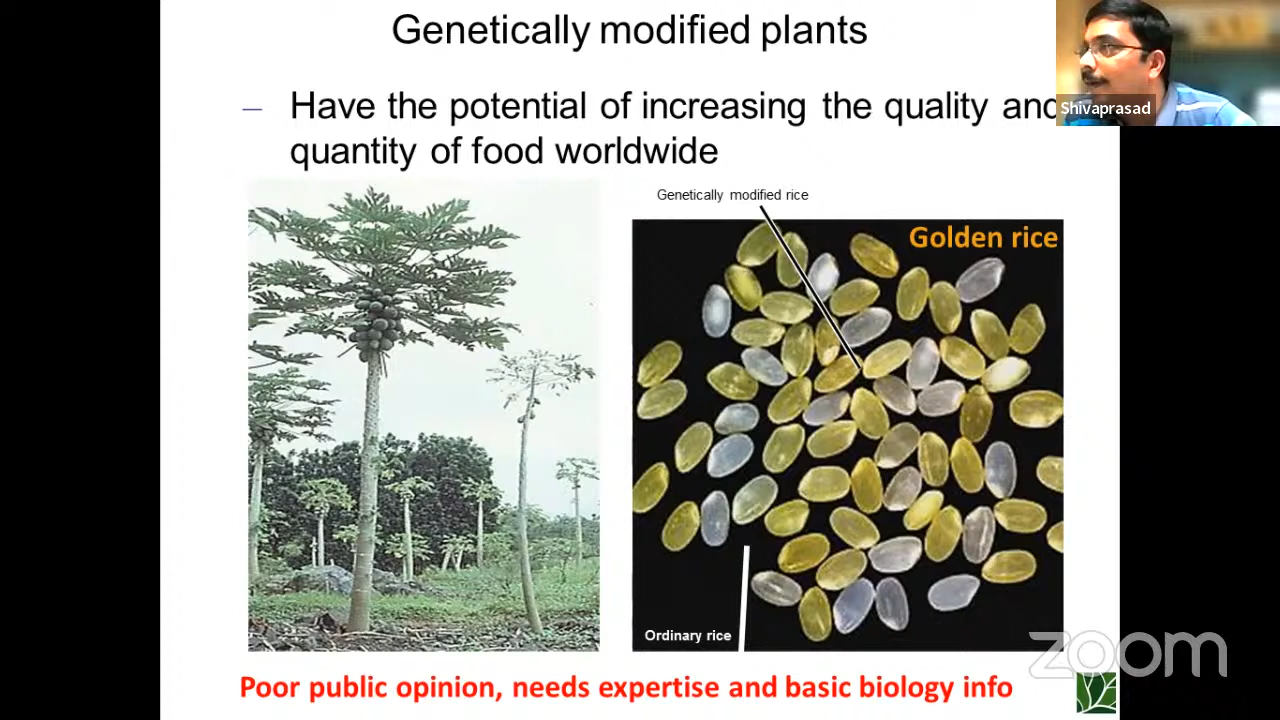 Genetically modified plants
Shivaprasad
– Have the potential of increasing the quality and
quantity of food worldwide
Genetically modified rice
Golden rice
Ordinary rice
zoom
Poor public opinion, needs expertise and basic biology info